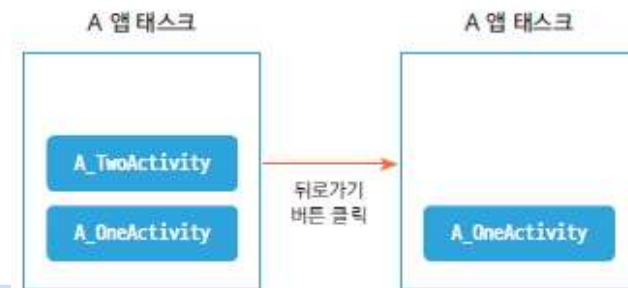 A 앱 태스크
A_TwoActivity
A_OneActivity
뒤로가기
버튼 클릭
A 앱 태스크
A_OneActivity